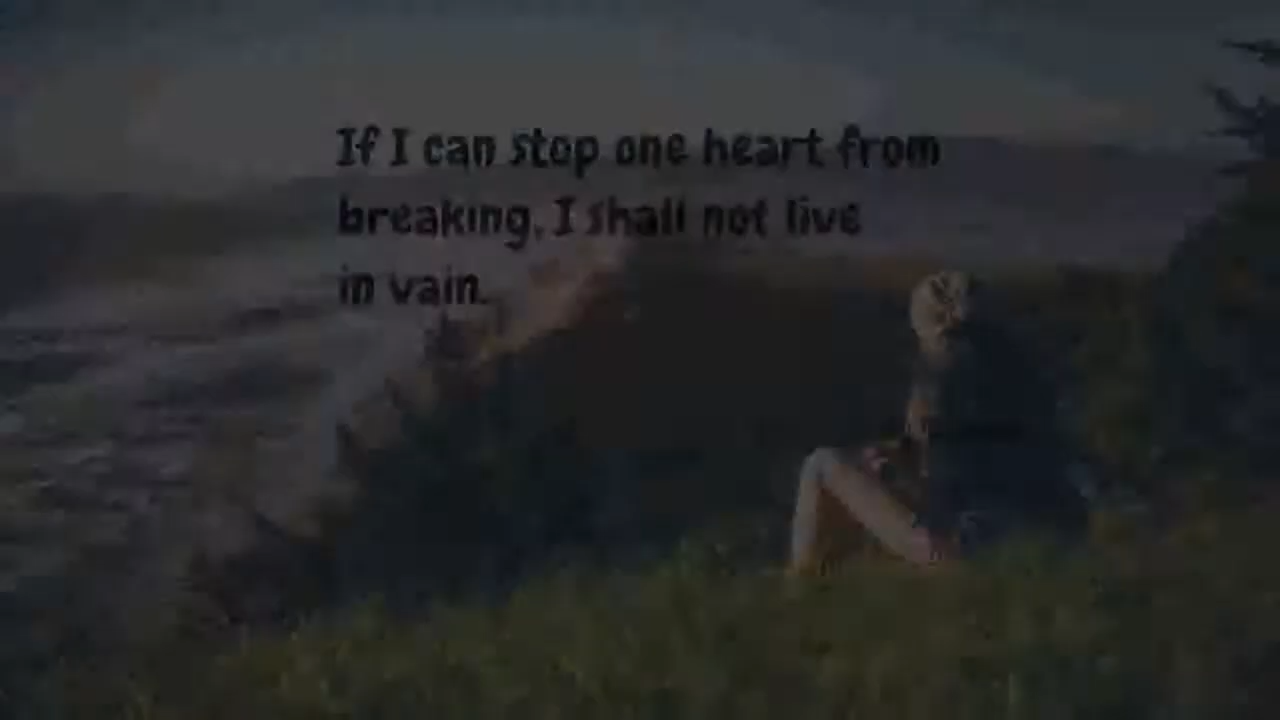 If I can stop one heart from
breaking, I shall not live
in vain.